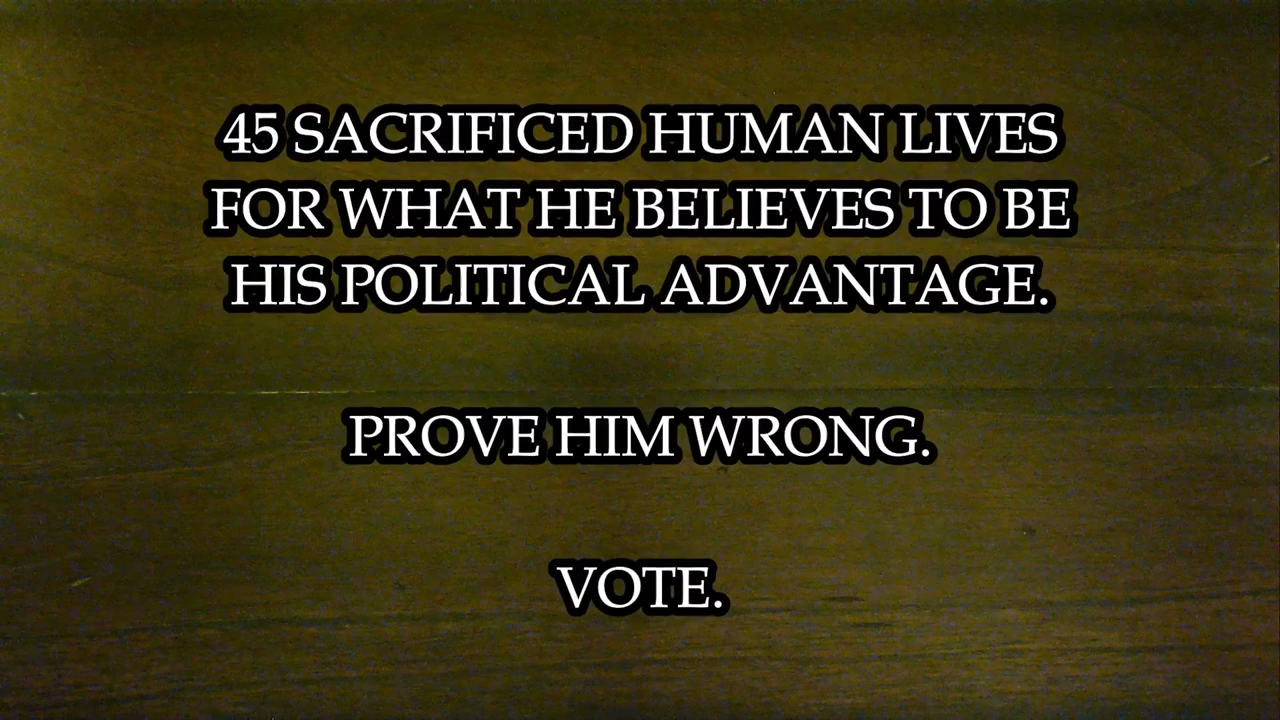 45 SACRIFICED HUMAN LIVES
FOR WHAT HE BELIEVES TO BE
HIS POLITICAL ADVANTAGE.
PROVE HIM WRONG.
VOTE.